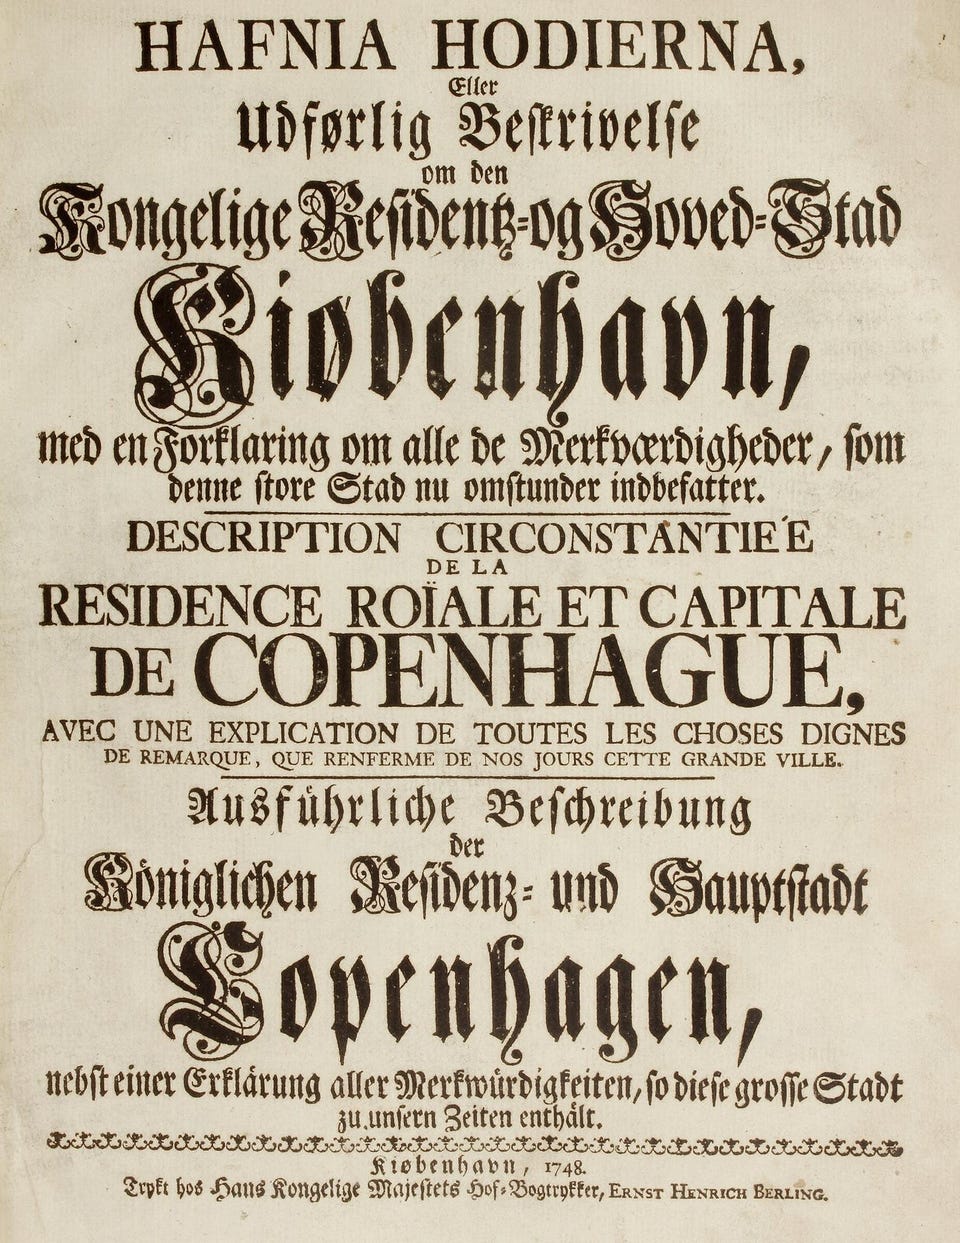 HAFNIA HODIERNA,
Eller
Udførlig Beskrivelse
om den
Kongelige Residentz-og Hoved-Stad
Kiøbenhavn,
med en Forklaring om alle de Merkværdigheder, som
denne store Stad nu omstunder indbefatter.
DESCRIPTION CIRCONSTANTIE´E
DE LA
RESIDENCE ROÏALE ET CAPITALE
DE COPENHAGUE,
AVEC UNE EXPLICATION DE TOUTES LES CHOSES DIGNES
DE REMARQUE, QUE RENFERME DE NOS JOURS CETTE GRANDE VILLE.
Ausführliche Beschreibung
der
Königlichen Residenz- und Hauptstadt
Copenhagen,
nebst einer Erklärung aller Merkwürdigkeiten, so diese grosse Stadt
zu unsern Zeiten enthält.
Kiøbenhavn, 1748.
Trykt hos Hans Kongelige Majestets Hof-Bogtrykker, ERNST HENRICH BERLING.